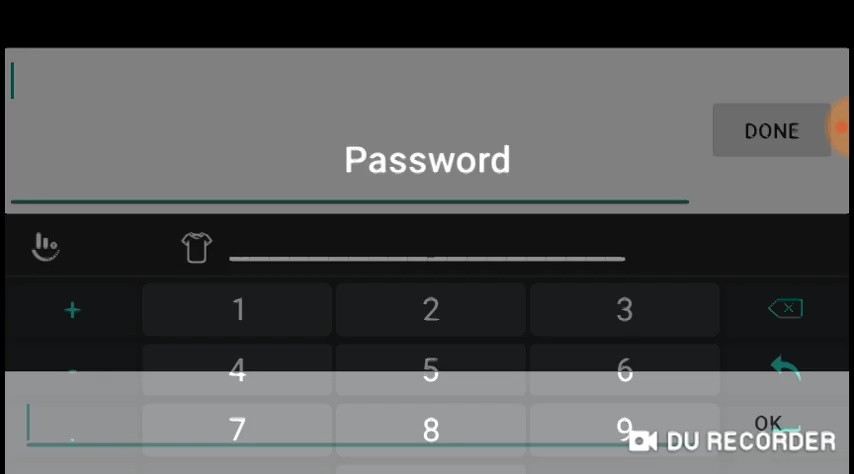 DONE
Password
+ 1 2 3
4 5 6
. 7 8 9 OK
DU RECORDER